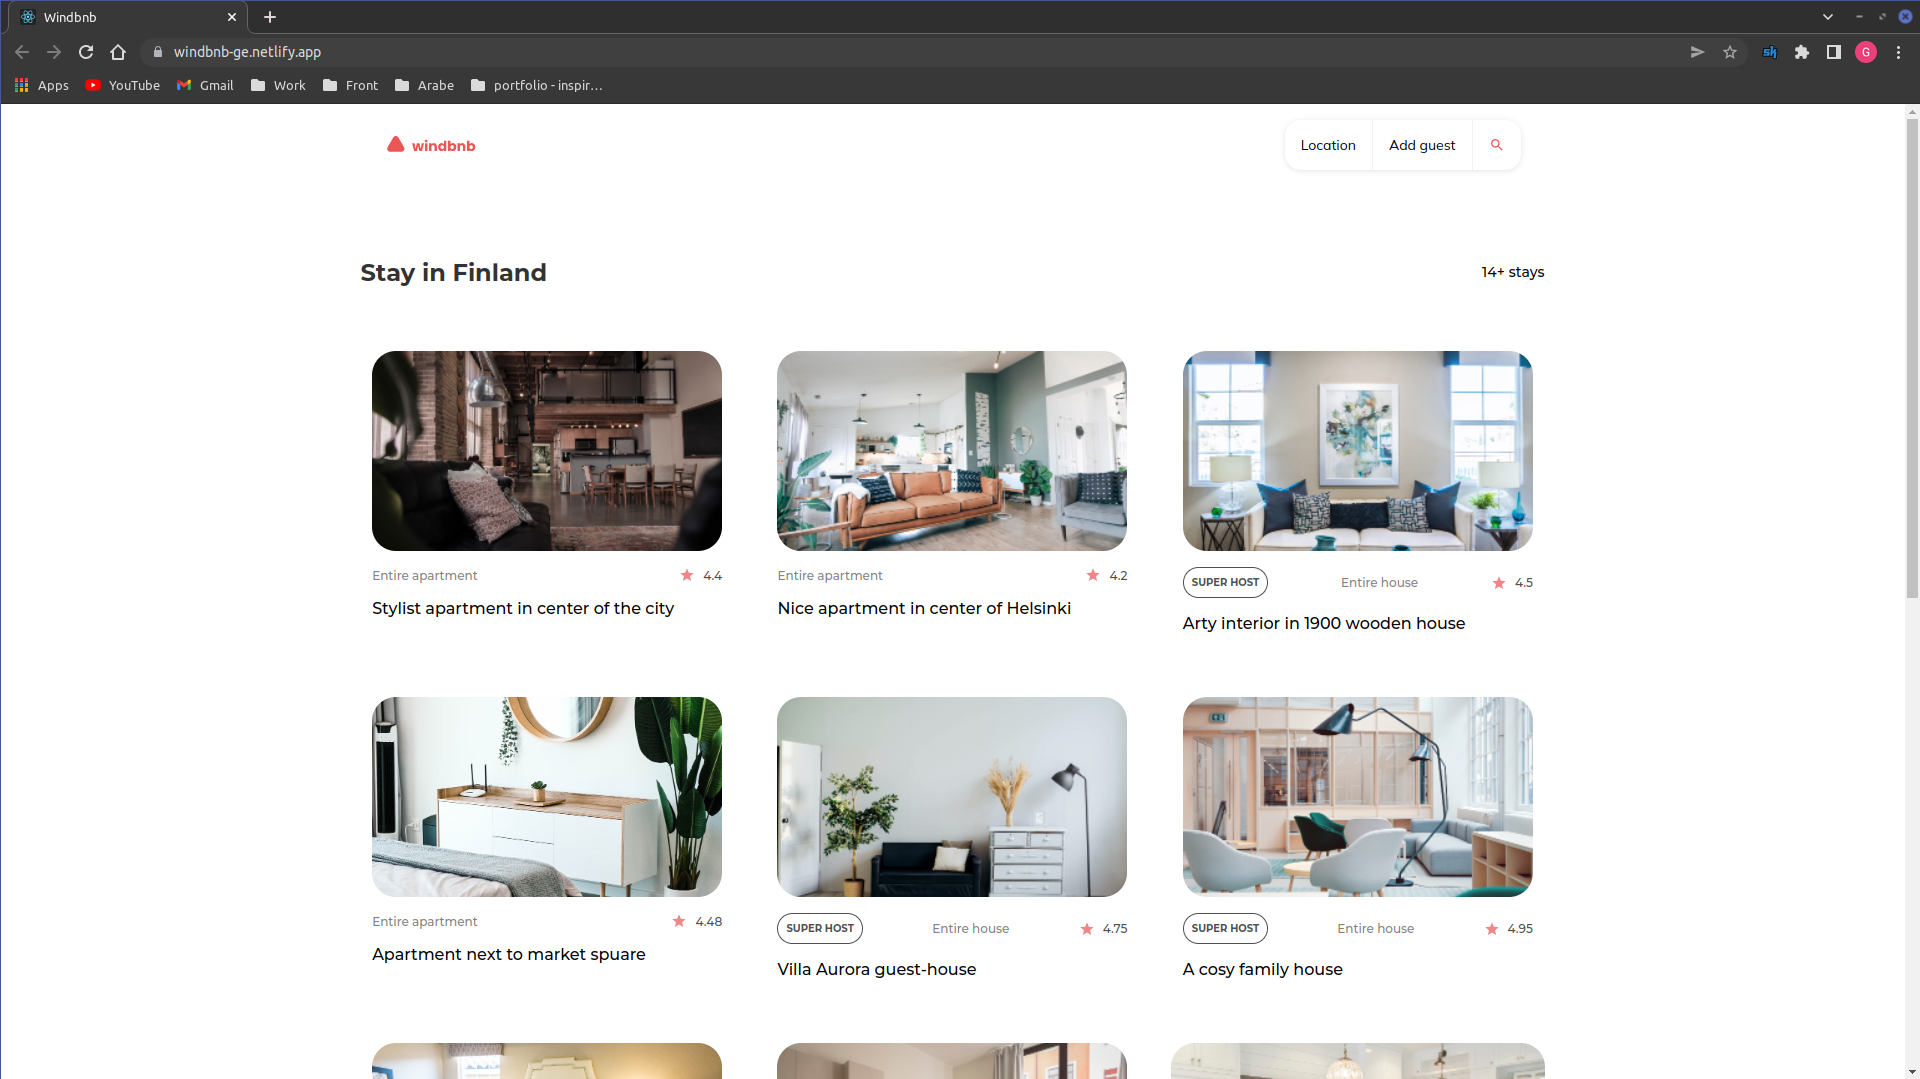 Windbnb
windbnb-ge.netlify.app
sk
G
Apps YouTube Gmail Work Front Arabe portfolio - inspir...
windbnb
Location Add guest
Stay in Finland
14+ stays
Entire apartment 4.4
Stylist apartment in center of the city
Entire apartment 4.2
Nice apartment in center of Helsinki
SUPER HOST Entire house 4.5
Arty interior in 1900 wooden house
Entire apartment 4.48
Apartment next to market spuare
SUPER HOST Entire house 4.75
Villa Aurora guest-house
SUPER HOST Entire house 4.95
A cosy family house